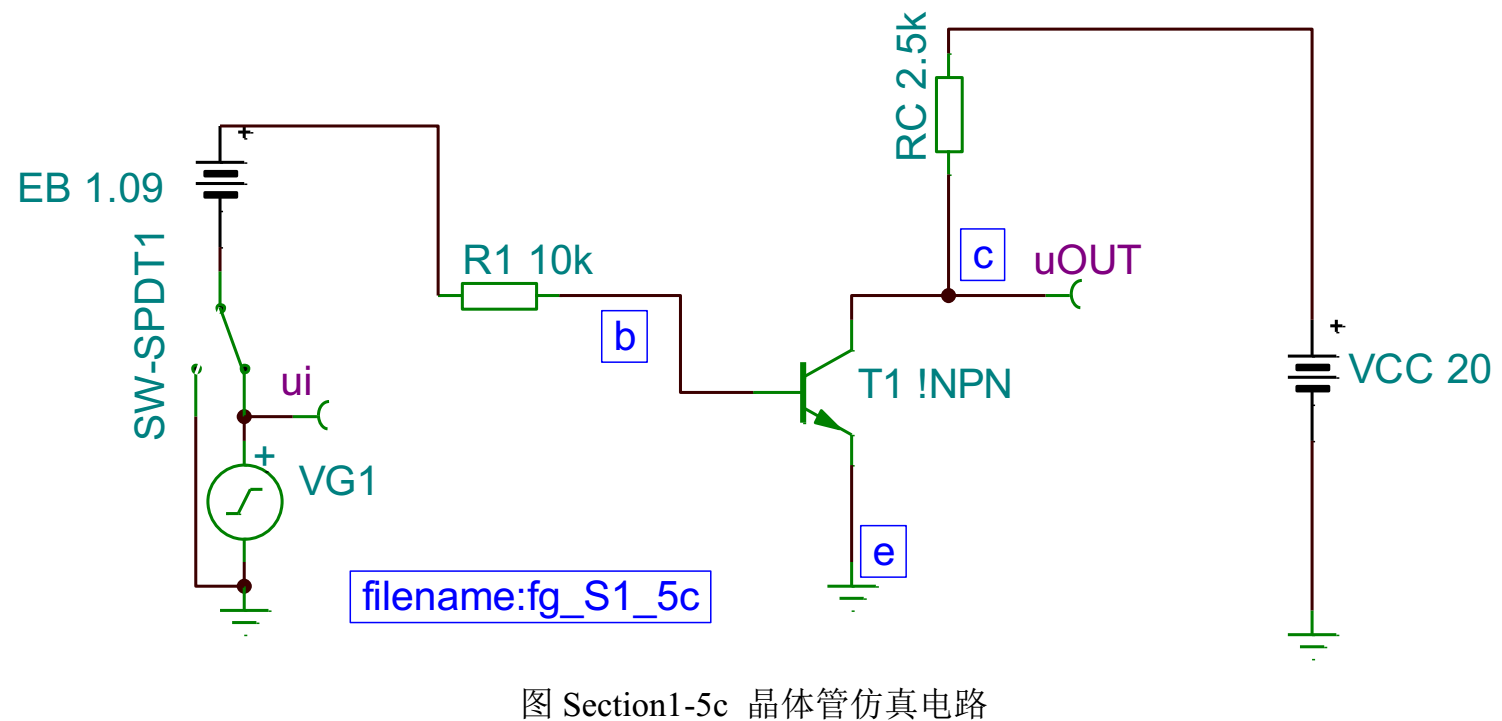 RC 2.5k
+
EB 1.09
SW-SPDT1
R1 10k
c
uOUT
b
+
ui
T1 !NPN
VCC 20
+
VG1
e
filename:fg_S1_5c
图 Section1-5c 晶体管仿真电路